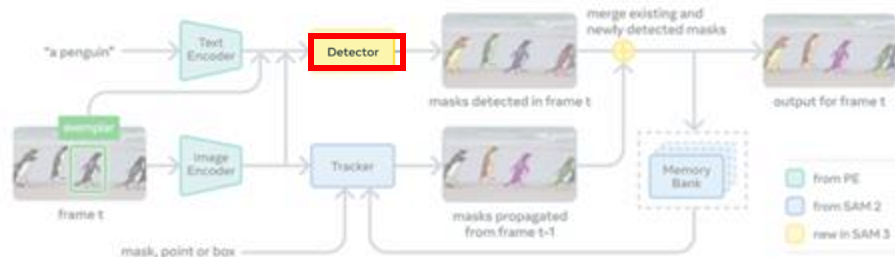 merge existing and
newly detected masks
"a penguin"
Text
Encoder
Detector
masks detected in frame t
output for frame t
exemplar
Image
Encoder
Tracker
Memory
Bank
frame t
masks propagated
from frame t-1
mask, point or box
from PE
from SAM 2
new in SAM 3